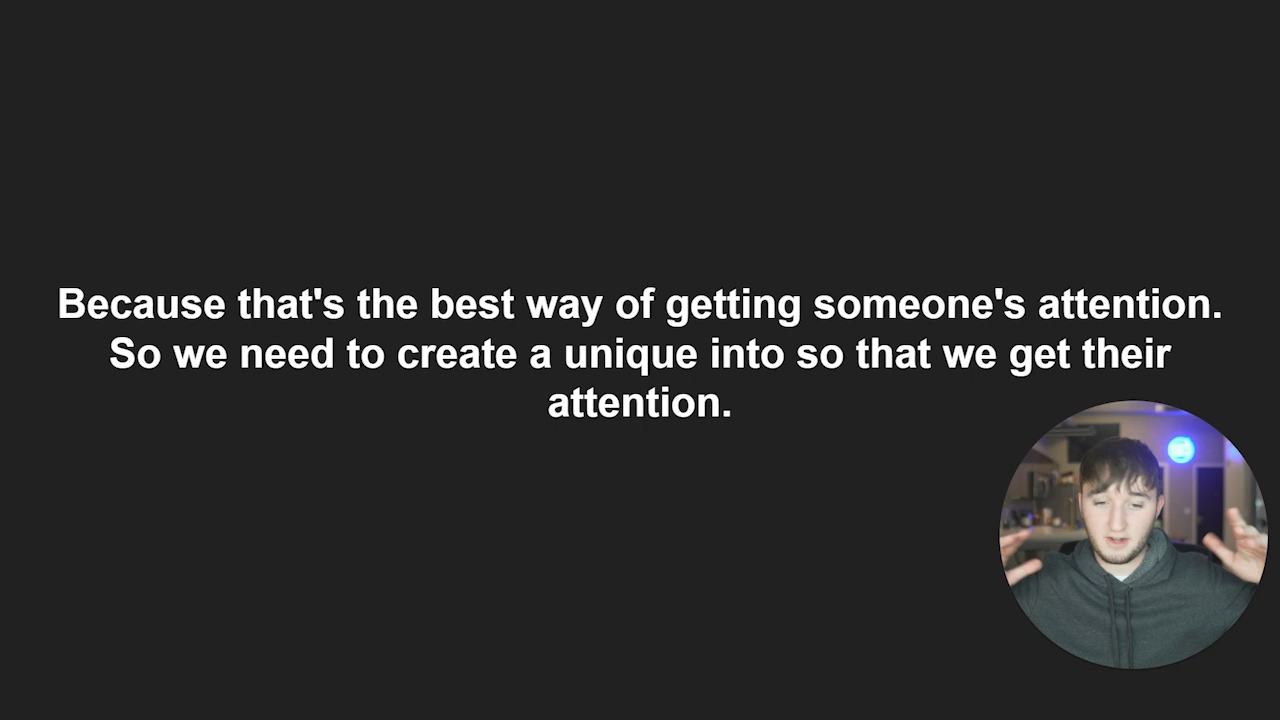 Because that's the best way of getting someone's attention.
So we need to create a unique into so that we get their
attention.